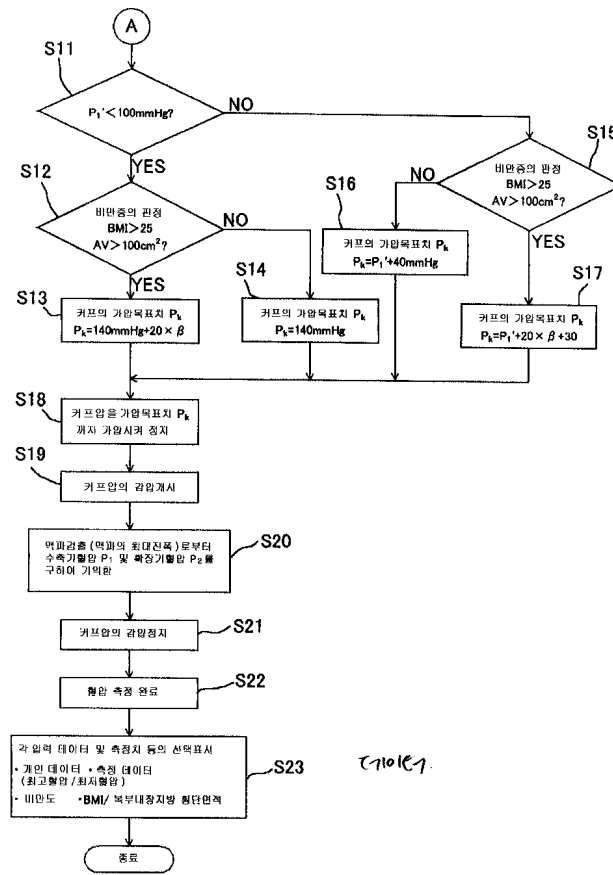 A
S11
P₁'<100mmHg?
NO
YES
S12
비만증의 판정
BMI>25
AV>100cm²?
NO
YES
S15
비만증의 판정
BMI>25
AV>100cm²?
NO
YES
S16
커프의 가압목표치 Pk
Pk=P₁'+40mmHg
S13
커프의 가압목표치 Pk
Pk=140mmHg+20×β
S14
커프의 가압목표치 Pk
Pk=140mmHg
S17
커프의 가압목표치 Pk
Pk=P₁'+20×β+30
S18
커프압을 가압목표치 Pk
까지 가압시켜 정지
S19
커프압의 감압개시
S20
맥파검출(맥파의 최대진폭)로부터
수축기혈압 P₁ 및 확장기혈압 P₂를
구하여 기억함
S21
커프압의 감압정지
S22
혈압 측정 완료
S23
각 입력 데이터 및 측정치 등의 선택표시
・개인 데이터 ・측정 데이터
(최고혈압/최저혈압)
・비만도 ・BMI/ 복부내장지방 횡단면적
데이터
종료